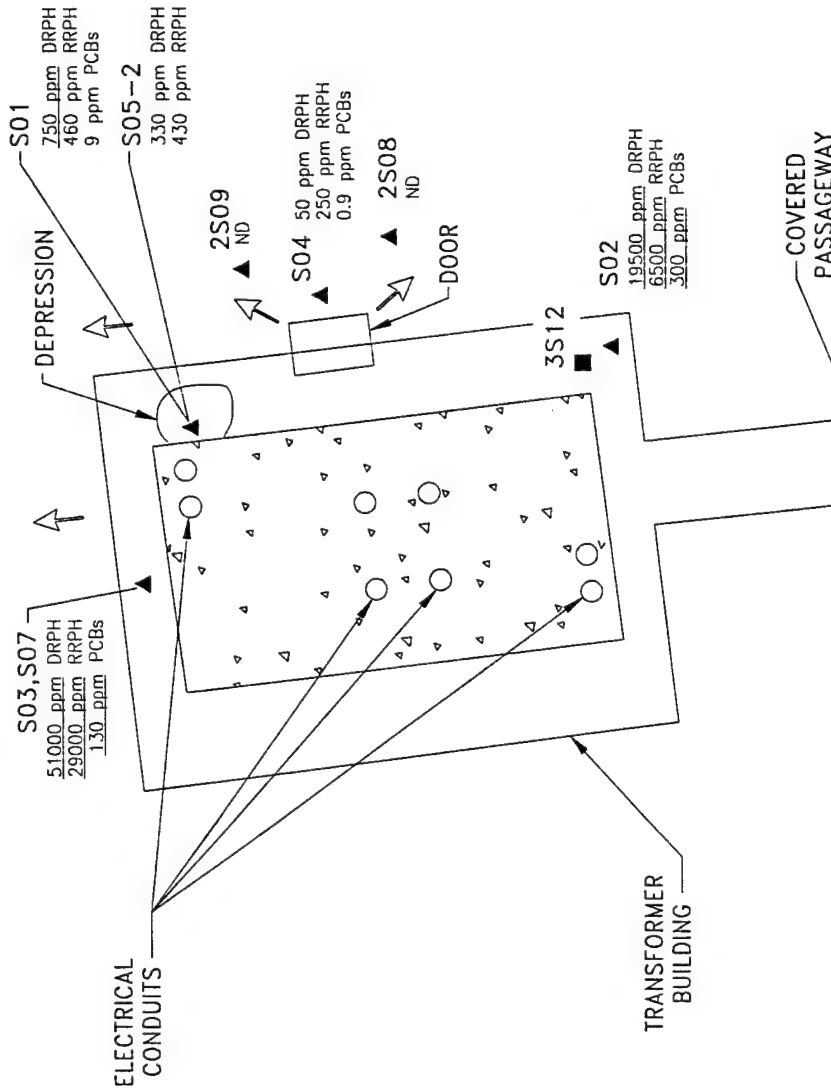 S01
750 ppm DRPH
460 ppm RRPH
9 ppm PCBs
S05-2
330 ppm DRPH
430 ppm RRPH
DEPRESSION
2S09
ND
S04
50 ppm DRPH
250 ppm RRPH
0.9 ppm PCBs
2S08
ND
DOOR
S03,S07
51000 ppm DRPH
29000 ppm RRPH
130 ppm PCBs
3S12
S02
19500 ppm DRPH
6500 ppm RRPH
300 ppm PCBs
COVERED
PASSAGEWAY
ELECTRICAL
CONDUITS
TRANSFORMER
BUILDING